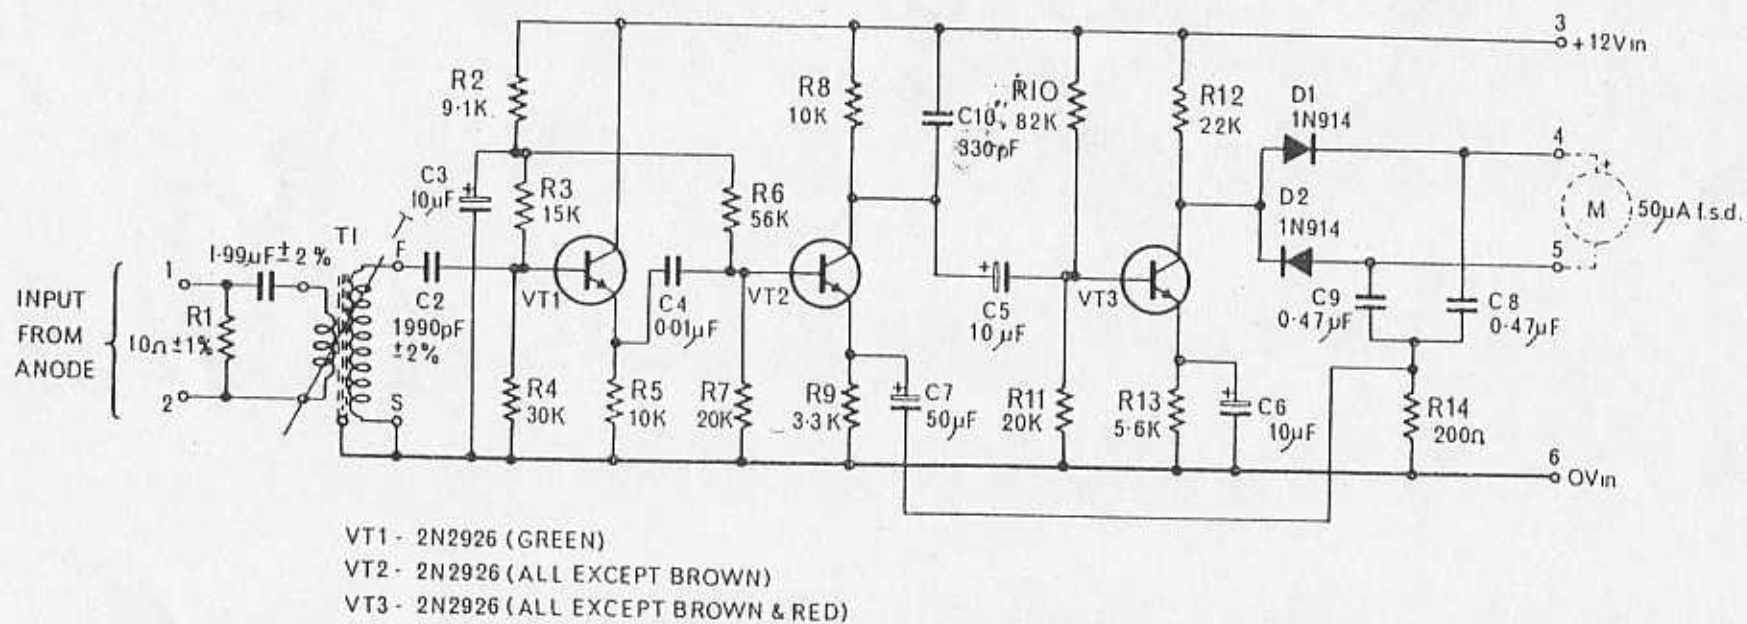 3
+12Vin
R2
9·1K
R8
10K
C10
330pF
R10
82K
R12
22K
D1
1N914
4
C3
+
10µF
R3
15K
R6
56K
D2
1N914
+
M
50µA f.s.d.
5
1·99µF ± 2%
T1
F
1
INPUT
FROM
ANODE
R1
10Ω ±1%
2
C2
1990pF
±2%
VT1
C4
0·01µF
VT2
+
C5
10µF
VT3
C9
0·47µF
C8
0·47µF
S
R4
30K
R5
10K
R7
20K
R9
3·3K
+
C7
50µF
R11
20K
R13
5·6K
+
C6
10µF
R14
200Ω
6
0Vin
VT1 - 2N2926 (GREEN)
VT2 - 2N2926 (ALL EXCEPT BROWN)
VT3 - 2N2926 (ALL EXCEPT BROWN & RED)